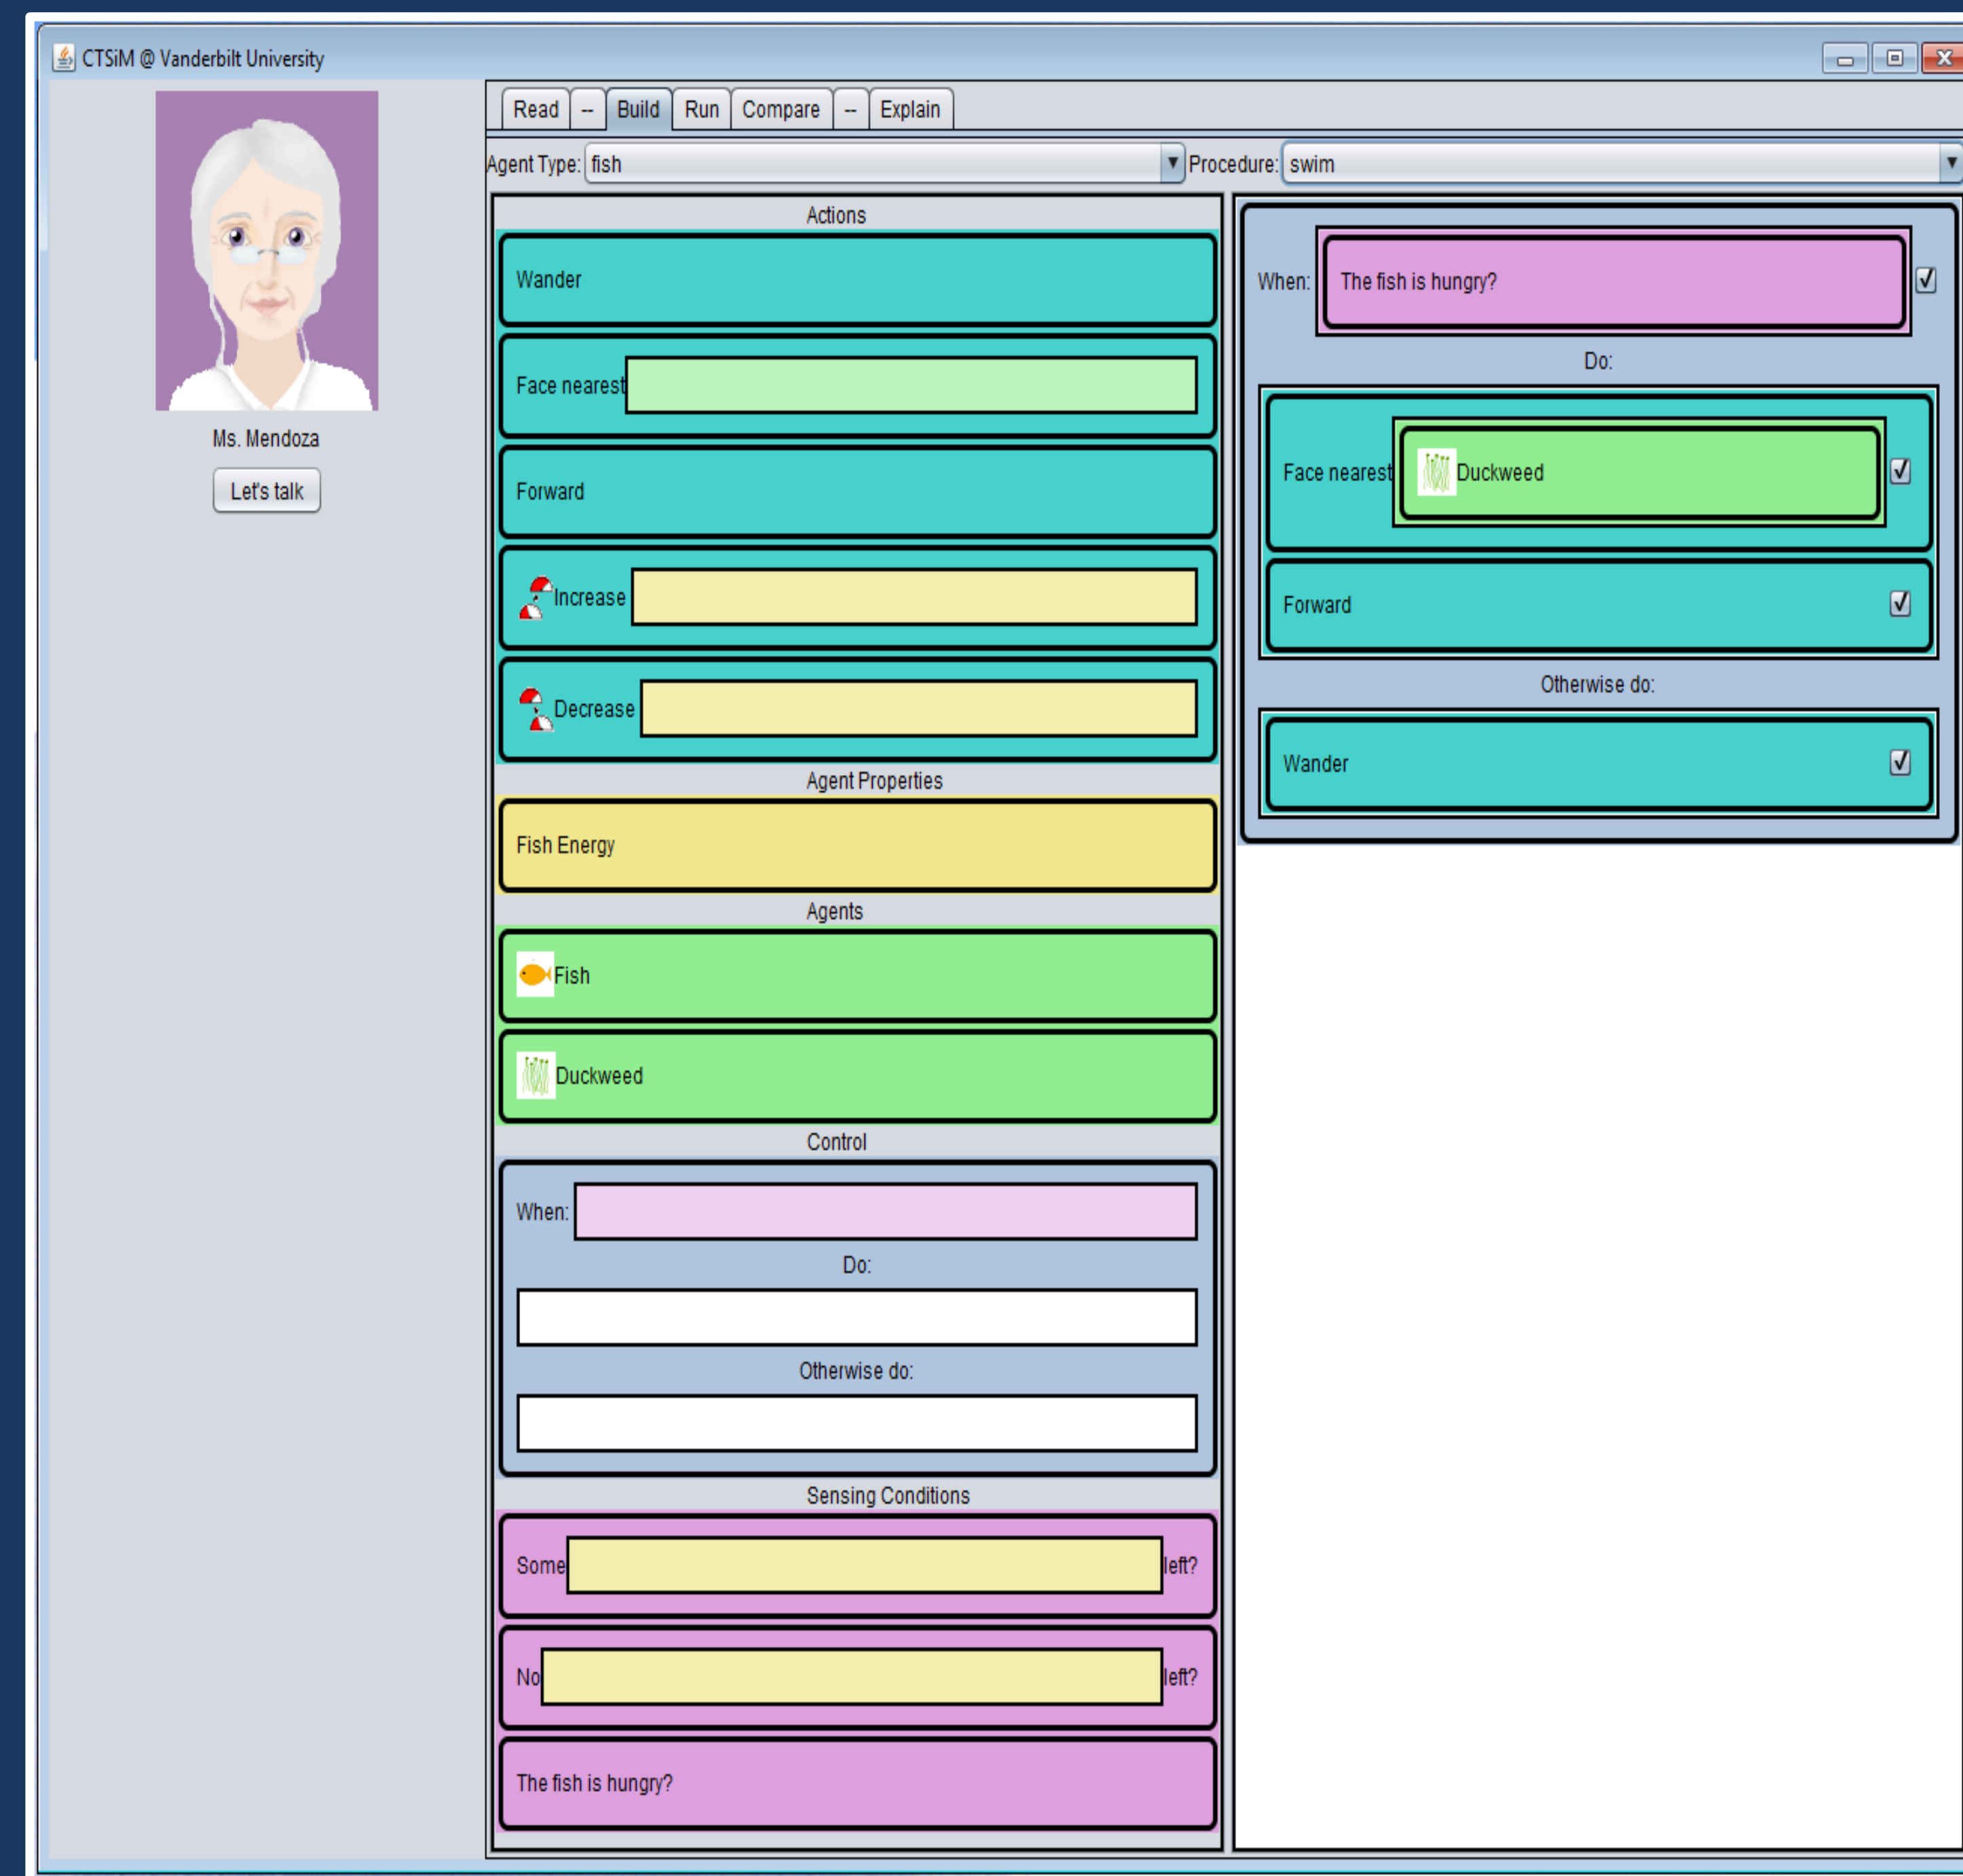 CTSiM @ Vanderbilt University
Ms. Mendoza
Let's talk
Read -- Build Run Compare -- Explain
Agent Type: fish Procedure: swim
Actions
Wander
Face nearest
Forward
Increase
Decrease
Agent Properties
Fish Energy
Agents
Fish
Duckweed
Control
When:
Do:
Otherwise do:
Sensing Conditions
Some left?
No left?
The fish is hungry?
When: The fish is hungry?
Do:
Face nearest Duckweed
Forward
Otherwise do:
Wander